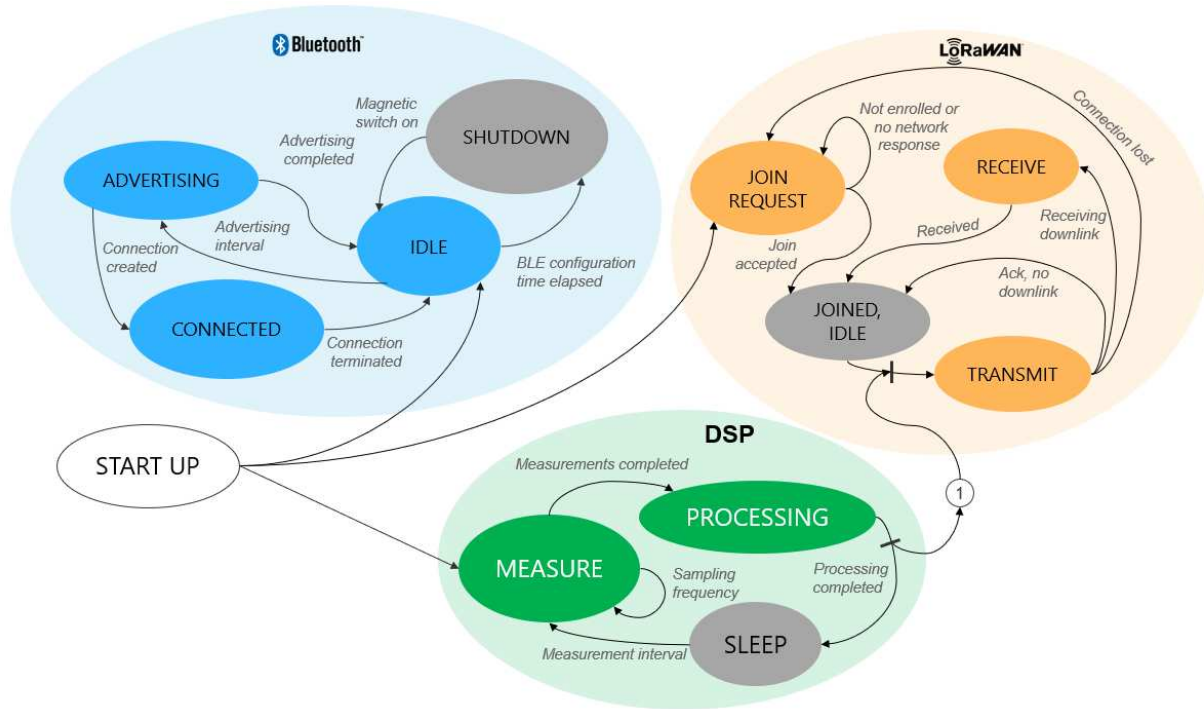 Bluetooth™
Magnetic
switch on
Advertising
completed
SHUTDOWN
ADVERTISING
Advertising
interval
IDLE
Connection
created
BLE configuration
time elapsed
CONNECTED
Connection
terminated
LoRaWAN
Not enrolled or
no network
response
Connection lost
JOIN
REQUEST
RECEIVE
Received
Receiving
downlink
Join
accepted
Ack, no
downlink
JOINED,
IDLE
TRANSMIT
START UP
DSP
Measurements completed
PROCESSING
1
MEASURE
Sampling
frequency
Processing
completed
SLEEP
Measurement interval